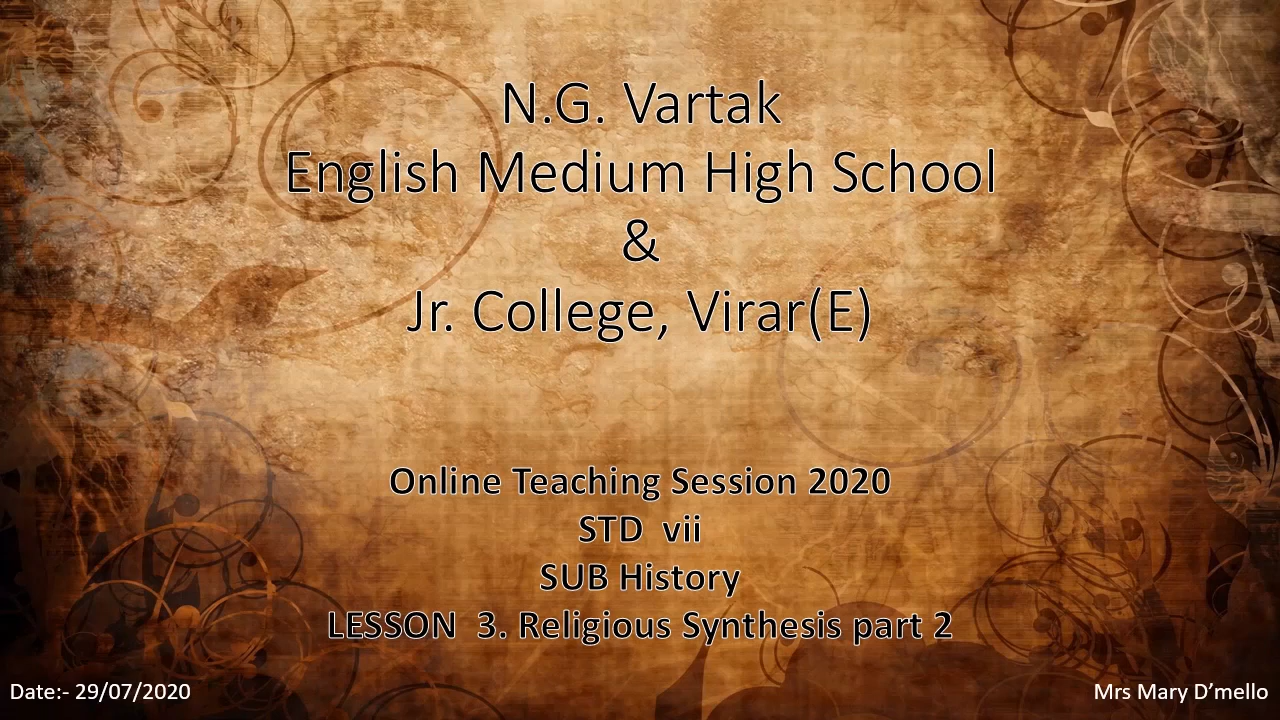 N.G. Vartak
English Medium High School
&
Jr. College, Virar(E)
Online Teaching Session 2020
STD vii
SUB History
LESSON 3. Religious Synthesis part 2
Date:- 29/07/2020
Mrs Mary D’mello